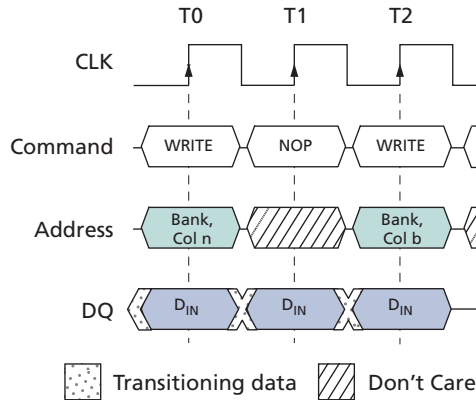 T0 T1 T2
CLK
Command WRITE NOP WRITE
Address Bank, Col n Bank, Col b
DQ DIN DIN DIN
Transitioning data Don't Care